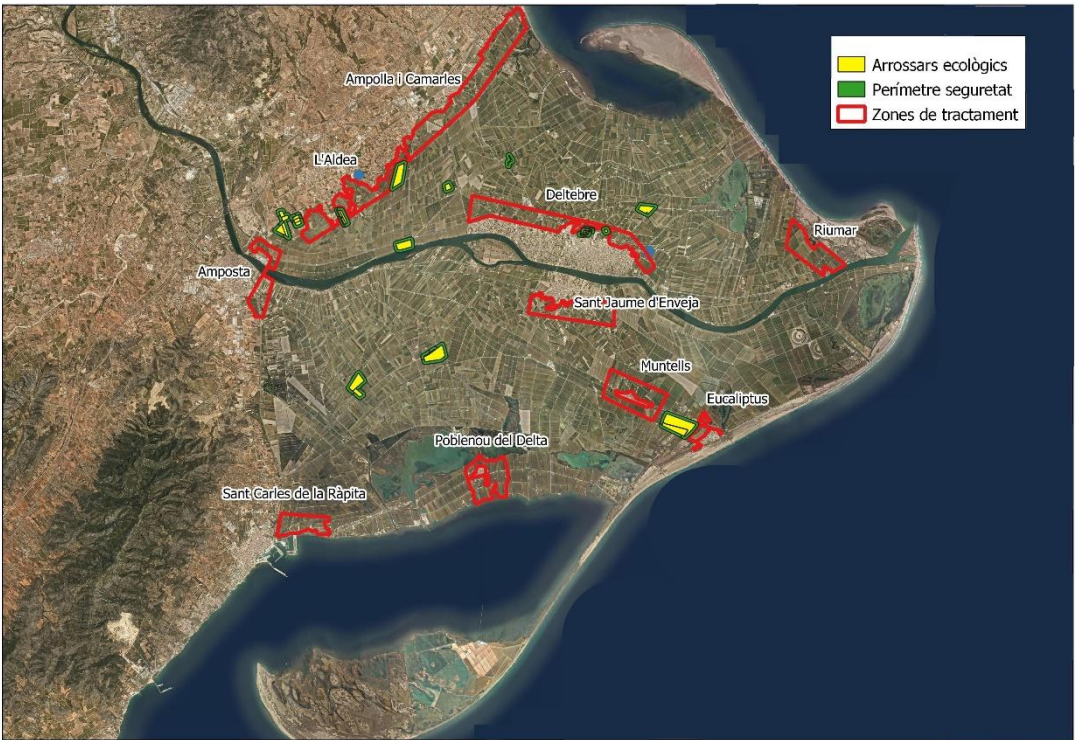 Arrossars ecològics
Perímetre seguretat
Zones de tractament
Ampolla i Camarles
L'Aldea
Deltebre
Riumar
Amposta
Sant Jaume d'Enveja
Muntells
Eucaliptus
Poblenou del Delta
Sant Carles de la Ràpita